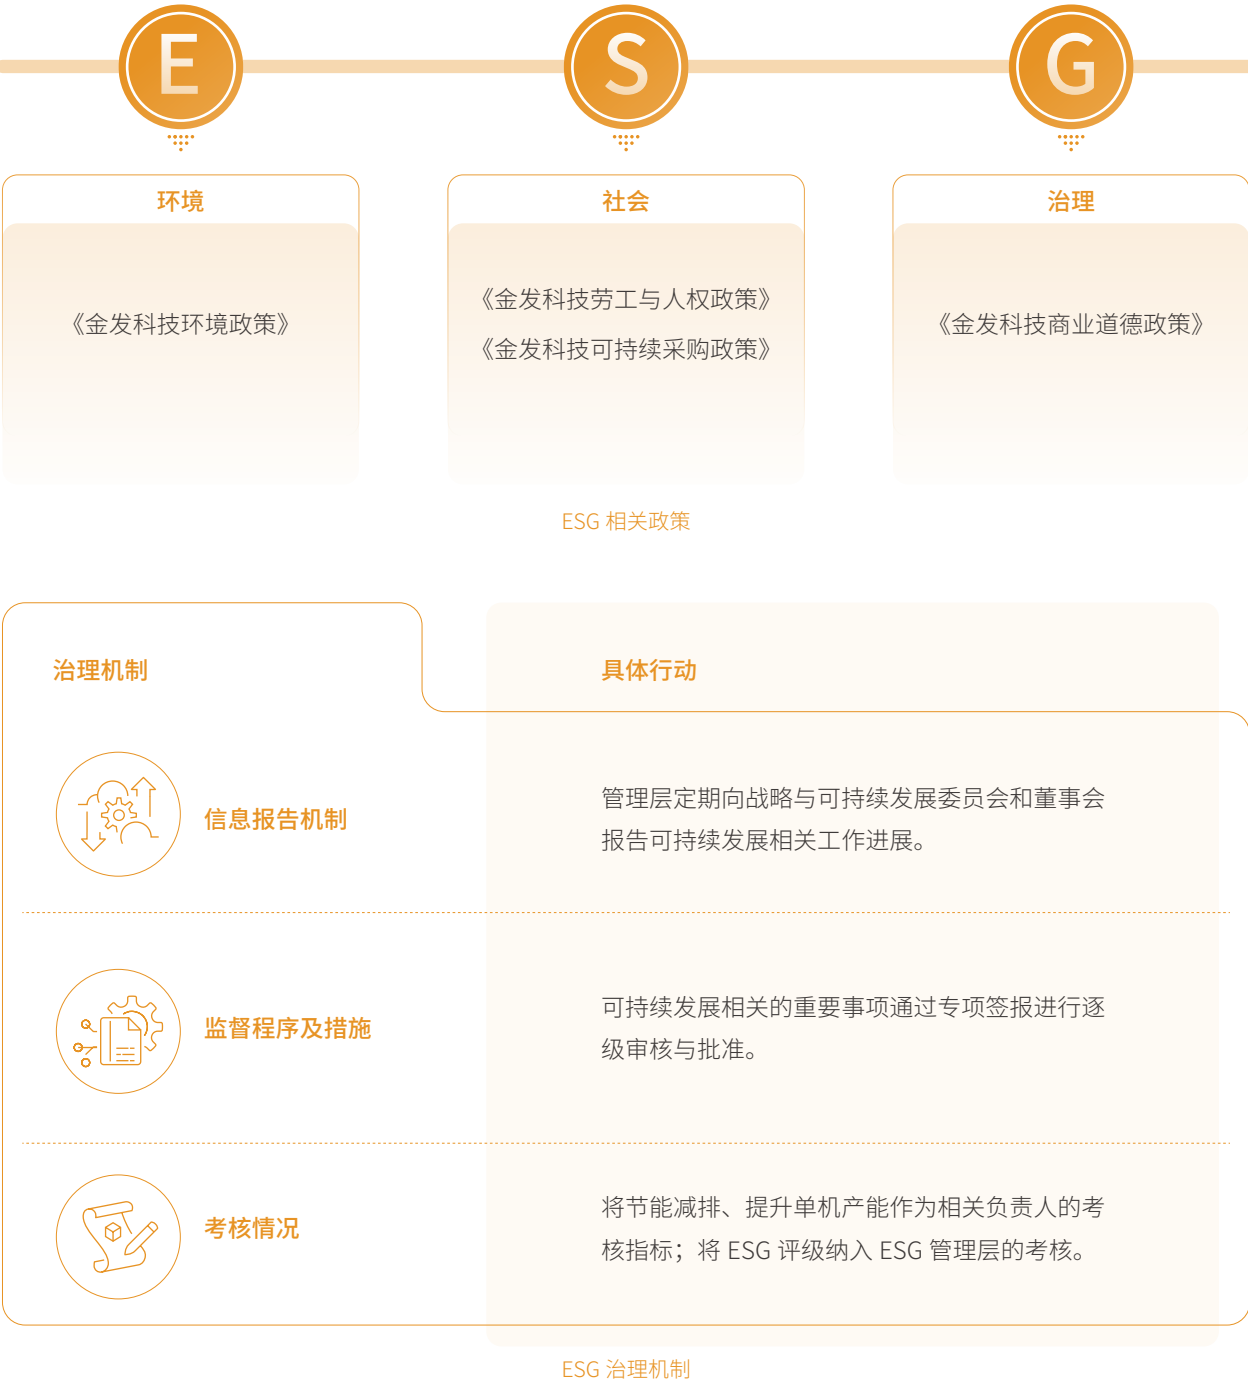 E
S
G
环境
社会
治理
《金发科技环境政策》
《金发科技劳工与人权政策》
《金发科技可持续采购政策》
《金发科技商业道德政策》
ESG 相关政策
治理机制
具体行动
信息报告机制
管理层定期向战略与可持续发展委员会和董事会
报告可持续发展相关工作进展。
监督程序及措施
可持续发展相关的重要事项通过专项签报进行逐
级审核与批准。
考核情况
将节能减排、提升单机产能作为相关负责人的考
核指标；将 ESG 评级纳入 ESG 管理层的考核。
ESG 治理机制